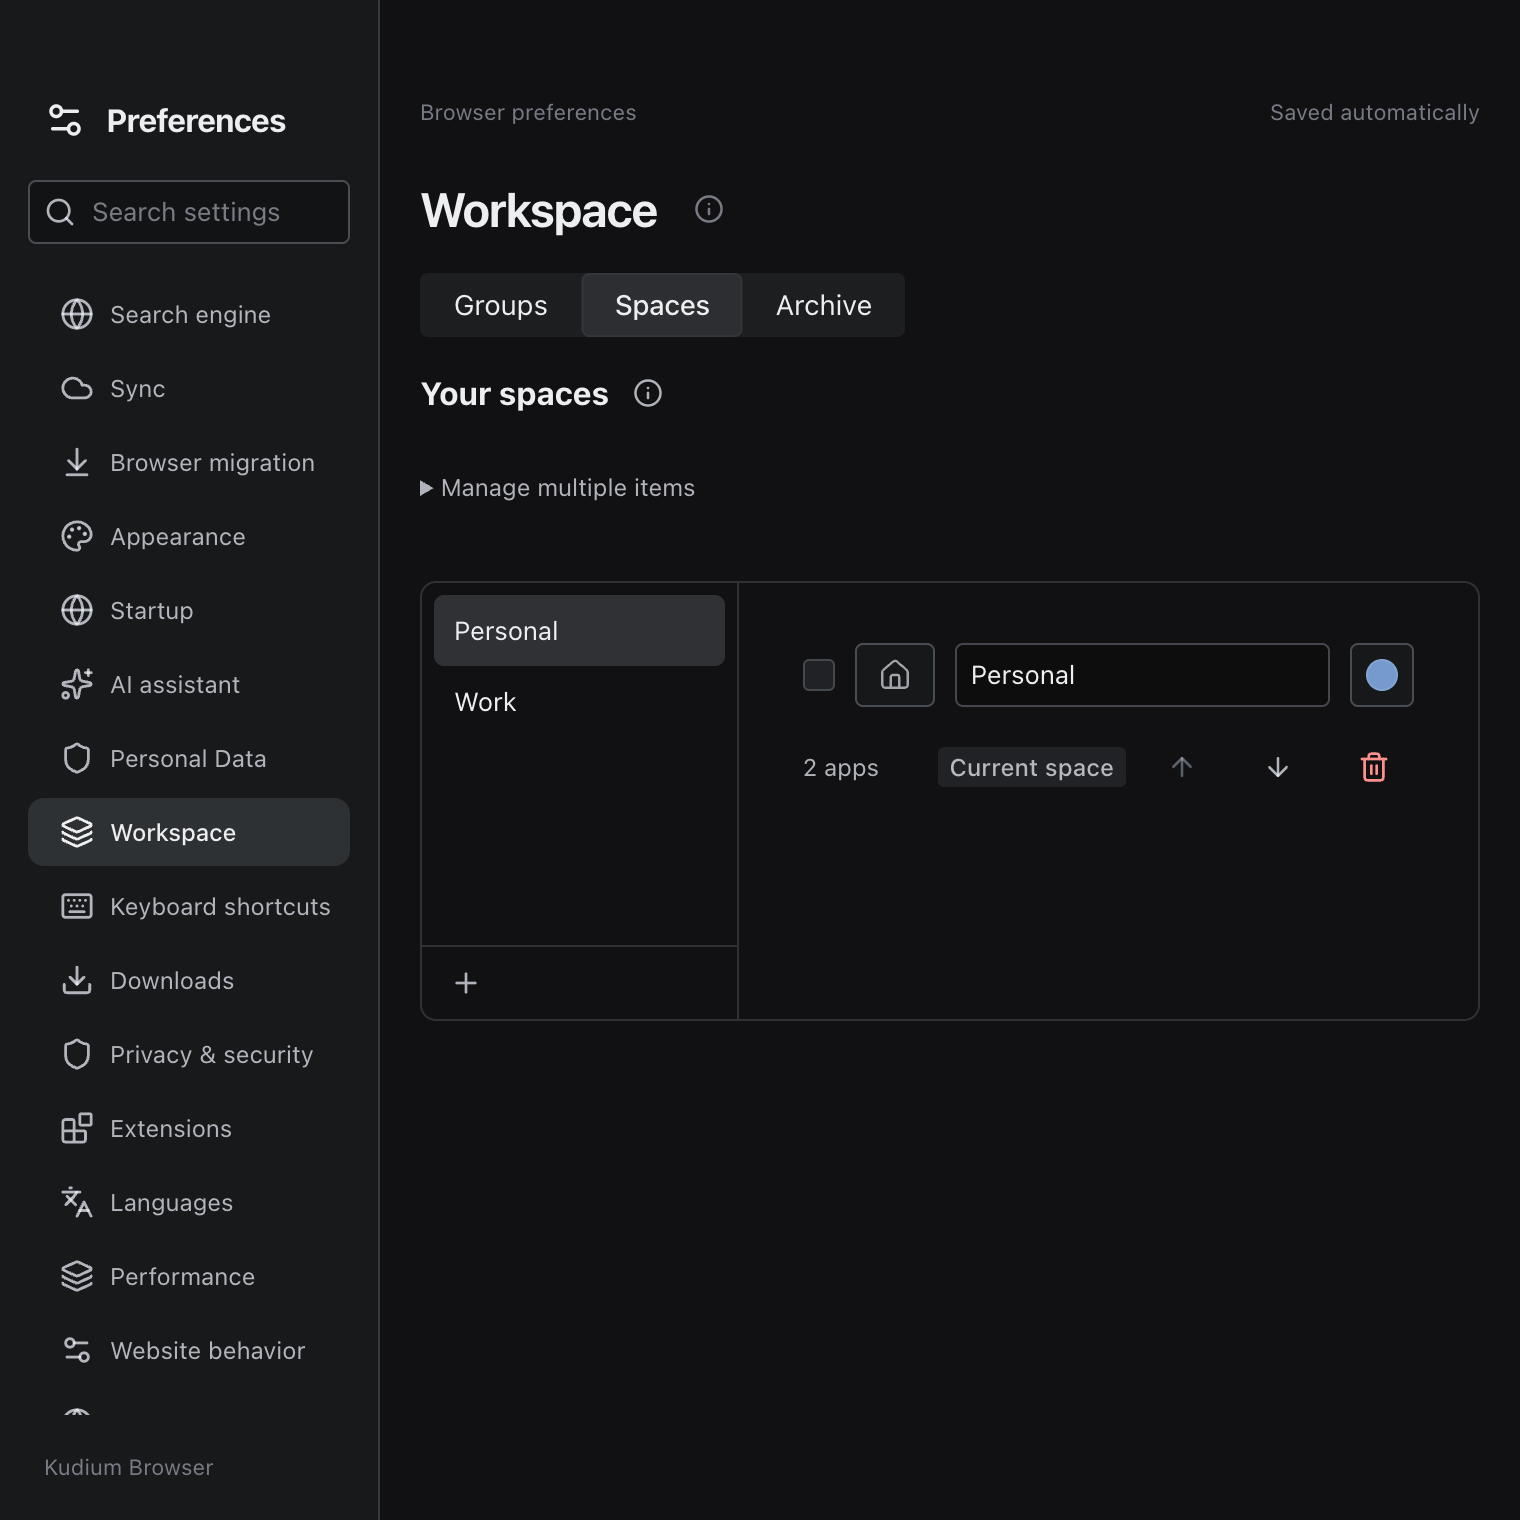 Preferences
Search settings
Search engine
Sync
Browser migration
Appearance
Startup
AI assistant
Personal Data
Workspace
Keyboard shortcuts
Downloads
Privacy & security
Extensions
Languages
Performance
Website behavior
Kudium Browser
Browser preferences
Saved automatically
Workspace
Groups
Spaces
Archive
Your spaces
Manage multiple items
Personal
Work
Personal
2 apps
Current space